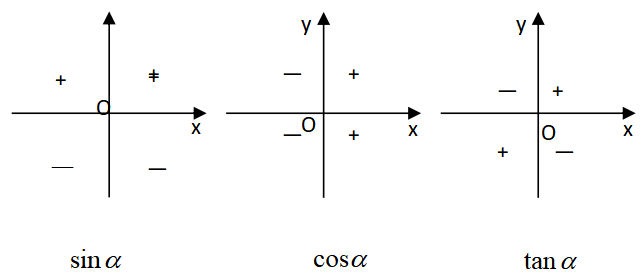 y y
+ + — + — +
O x — O + x + O — x
— —
sin α cos α tan α